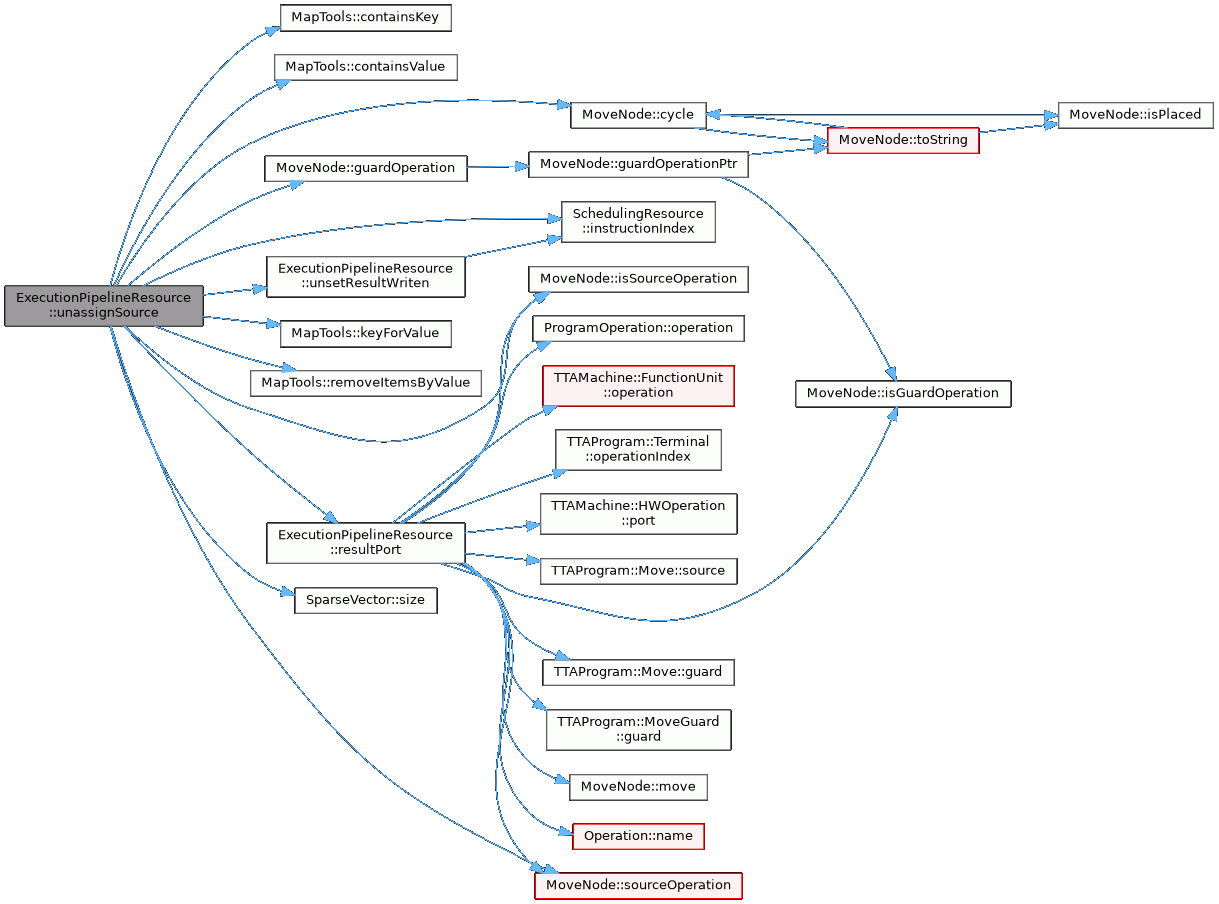 MapTools::containsKey
MapTools::containsValue
MoveNode::cycle
MoveNode::isPlaced
MoveNode::toString
MoveNode::guardOperation
MoveNode::guardOperationPtr
SchedulingResource
::instructionIndex
ExecutionPipelineResource
::unsetResultWriten
MoveNode::isSourceOperation
ExecutionPipelineResource
::unassignSource
MapTools::keyForValue
ProgramOperation::operation
MapTools::removeItemsByValue
TTAMachine::FunctionUnit
::operation
MoveNode::isGuardOperation
TTAProgram::Terminal
::operationIndex
TTAMachine::HWOperation
::port
ExecutionPipelineResource
::resultPort
TTAProgram::Move::source
SparseVector::size
TTAProgram::Move::guard
TTAProgram::MoveGuard
::guard
MoveNode::move
Operation::name
MoveNode::sourceOperation